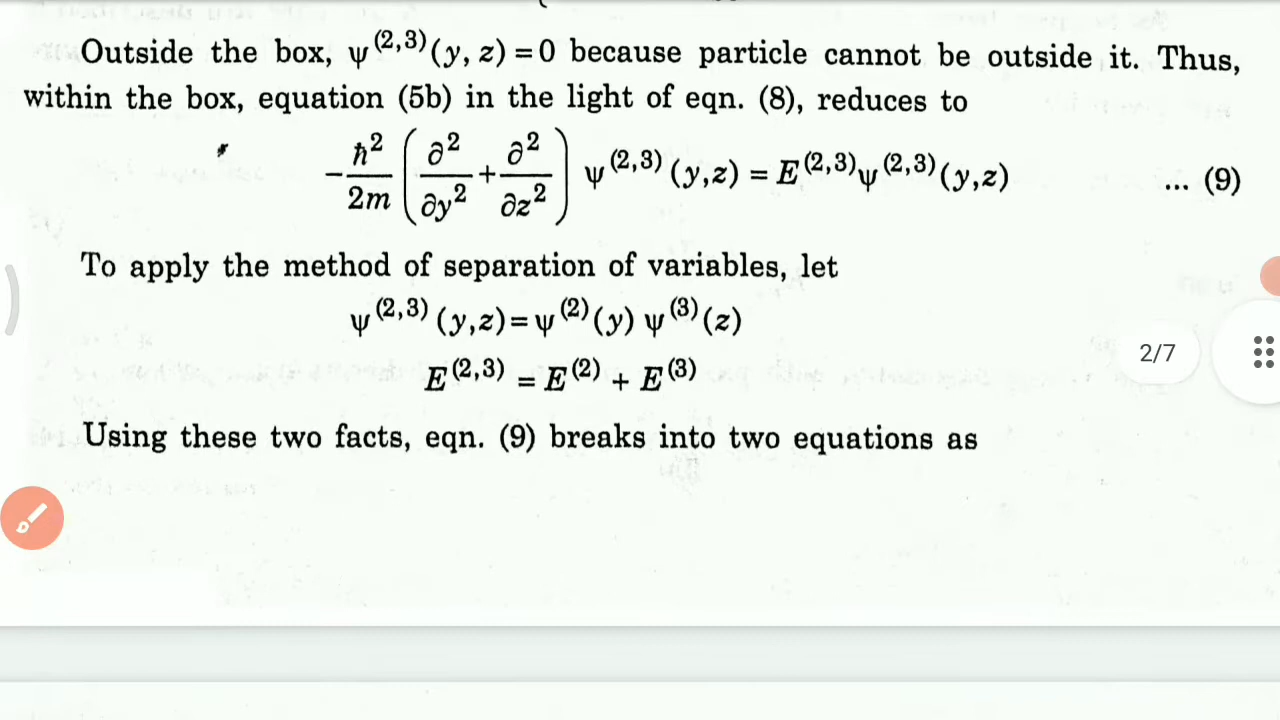 Outside the box, ψ^(2,3)(y, z) = 0 because particle cannot be outside it. Thus,
within the box, equation (5b) in the light of eqn. (8), reduces to
-ħ²/2m (∂²/∂y² + ∂²/∂z²) ψ^(2,3) (y,z) = E^(2,3)ψ^(2,3)(y,z) ... (9)
To apply the method of separation of variables, let
ψ^(2,3) (y,z)=ψ^(2)(y) ψ^(3)(z)
E^(2,3) = E^(2) + E^(3)
2/7
Using these two facts, eqn. (9) breaks into two equations as